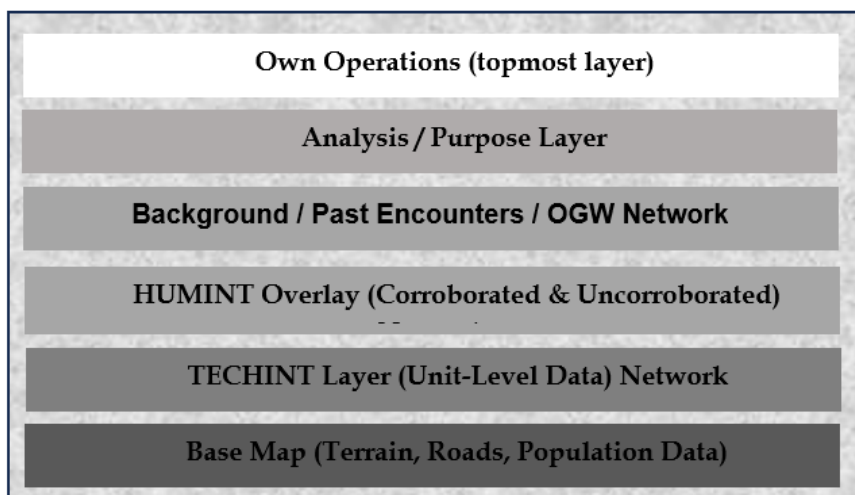 Own Operations (topmost layer)
Analysis / Purpose Layer
Background / Past Encounters / OGW Network
HUMINT Overlay (Corroborated & Uncorroborated)
TECHINT Layer (Unit-Level Data) Network
Base Map (Terrain, Roads, Population Data)